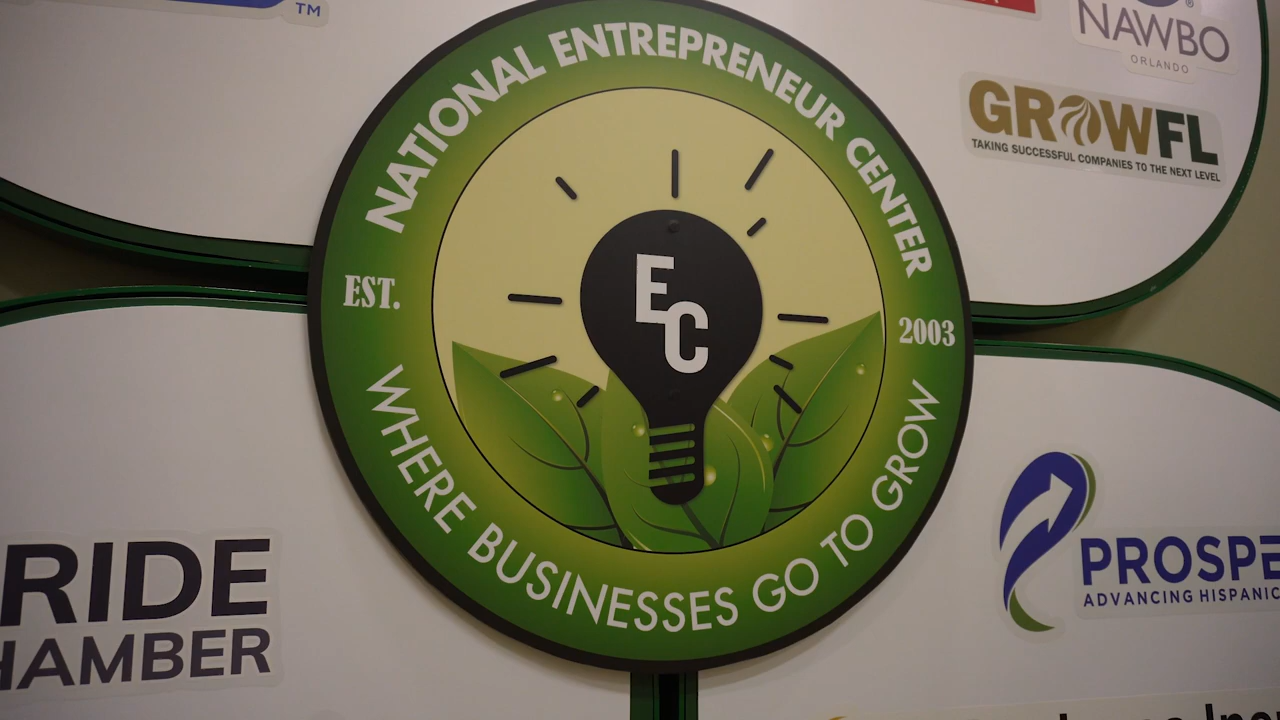 TM
NAWBO
ORLANDO
GROWFL
TAKING SUCCESSFUL COMPANIES TO THE NEXT LEVEL
NATIONAL ENTREPRENEUR CENTER
EST.
2003
EC
WHERE BUSINESSES GO TO GROW
RIDE
HAMBER
PROSPE
ADVANCING HISPANIC